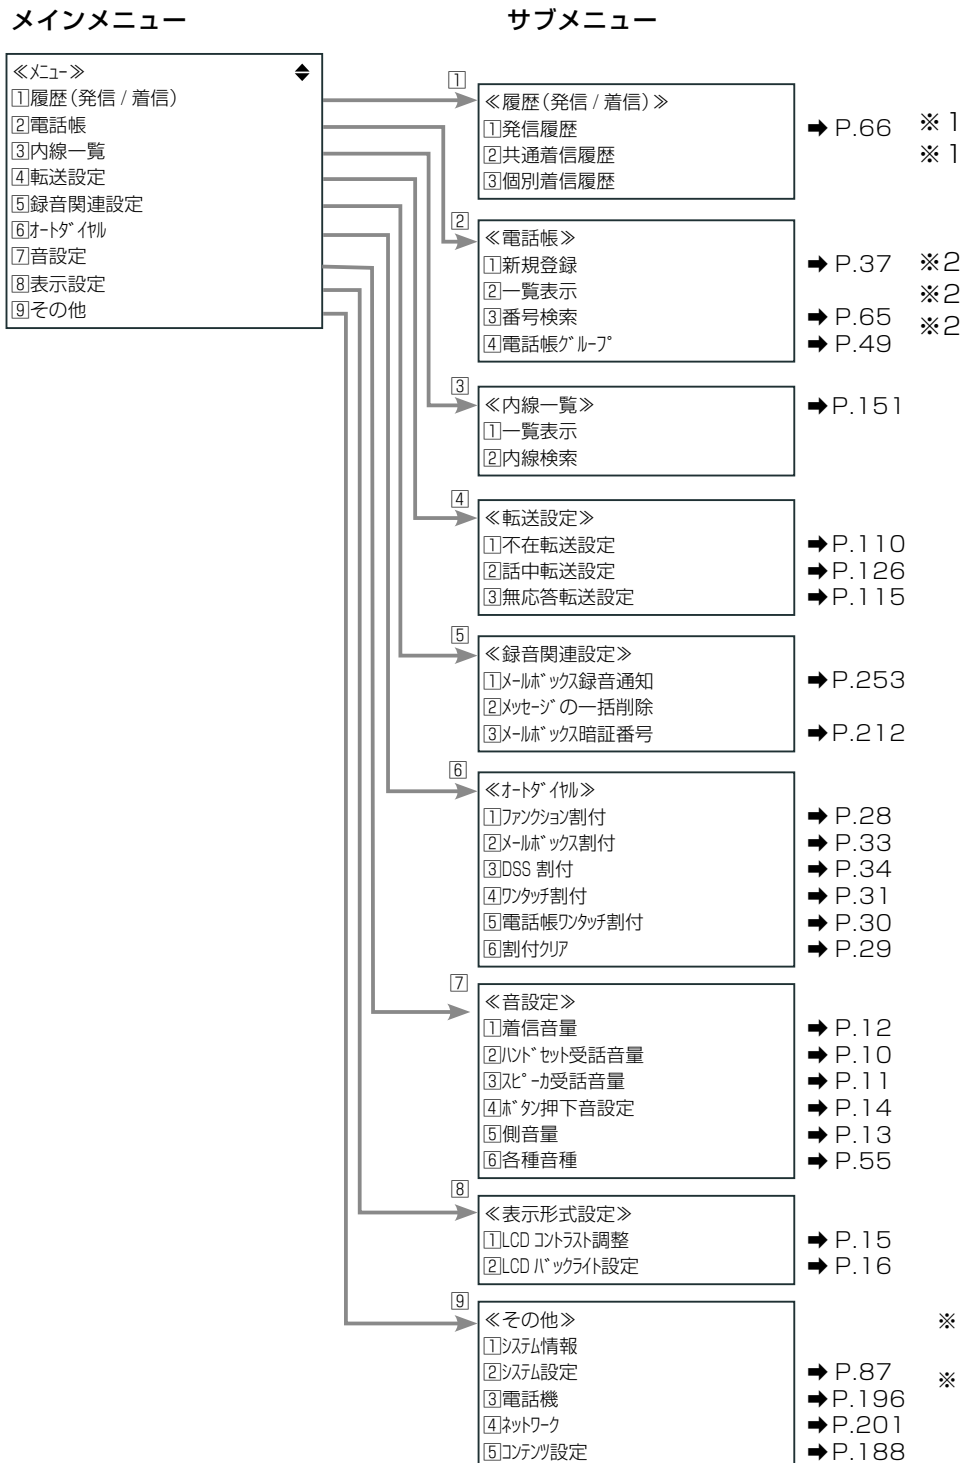 メインメニュー
サブメニュー
≪ﾒﾆｭｰ≫
1履歴(発信 / 着信)
2電話帳
3内線一覧
4転送設定
5録音関連設定
6ｵｰﾄﾀﾞｲﾔﾙ
7音設定
8表示設定
9その他
1
≪履歴(発信 / 着信)≫
1発信履歴 ➡ P.66 ※1
2共通着信履歴 ※1
3個別着信履歴
2
≪電話帳≫
1新規登録 ➡ P.37 ※2
2一覧表示 ※2
3番号検索 ➡ P.65 ※2
4電話帳ｸﾞﾙｰﾌﾟ ➡ P.49
3
≪内線一覧≫ ➡P.151
1一覧表示
2内線検索
4
≪転送設定≫
1不在転送設定 ➡P.110
2話中転送設定 ➡P.126
3無応答転送設定 ➡P.115
5
≪録音関連設定≫
1ﾒｰﾙﾎﾞｯｸｽ録音通知 ➡P.253
2ﾒｯｾｰｼﾞの一括削除
3ﾒｰﾙﾎﾞｯｸｽ暗証番号 ➡P.212
6
≪ｵｰﾄﾀﾞｲﾔﾙ≫
1ﾌｧﾝｸｼｮﾝ割付 ➡ P.28
2ﾒｰﾙﾎﾞｯｸｽ割付 ➡ P.33
3DSS 割付 ➡ P.34
4ﾜﾝﾀｯﾁ割付 ➡ P.31
5電話帳ﾜﾝﾀｯﾁ割付 ➡ P.30
6割付ｸﾘｱ ➡ P.29
7
≪音設定≫
1着信音量 ➡ P.12
2ﾊﾝﾄﾞｾｯﾄ受話音量 ➡ P.10
3ｽﾋﾟｰｶ受話音量 ➡ P.11
4ﾎﾞﾀﾝ押下音設定 ➡ P.14
5側音量 ➡ P.13
6各種音種 ➡ P.55
8
≪表示形式設定≫
1LCD ｺﾝﾄﾗｽﾄ調整 ➡ P.15
2LCD ﾊﾞｯｸﾗｲﾄ設定 ➡ P.16
9
≪その他≫ ※
1ｼｽﾃﾑ情報
2ｼｽﾃﾑ設定 ➡ P.87 ※
3電話機 ➡P.196
4ﾈｯﾄﾜｰｸ ➡P.201
5ｺﾝﾃﾝﾂ設定 ➡P.188